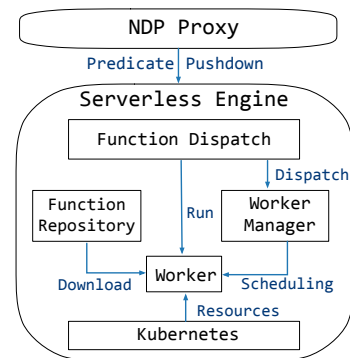 NDP Proxy
Predicate Pushdown
Serverless Engine
Function Dispatch
Dispatch
Function
Repository
Run
Worker
Manager
Download
Worker
Scheduling
Resources
Kubernetes